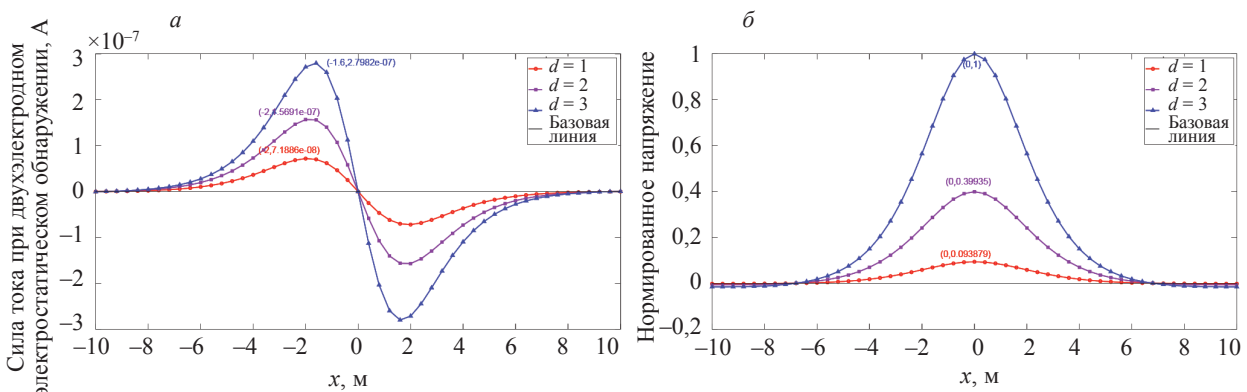 а
Сила тока при двухэлектродном
электростатическом обнаружении, А
×10–7
3
2
1
0
–1
–2
–3
–10
–8
–6
–4
–2
0
2
4
6
8
10
x, м
(-1.6,2.7982e-07)
(-2,1.5691e-07)
(-2,7.1886e-08)
d = 1
d = 2
d = 3
Базовая
линия
б
Нормированное напряжение
1
0,8
0,6
0,4
0,2
0
–0,2
–10
–8
–6
–4
–2
0
2
4
6
8
10
x, м
(0,1)
(0,0.39935)
(0,0.093879)
d = 1
d = 2
d = 3
Базовая
линия